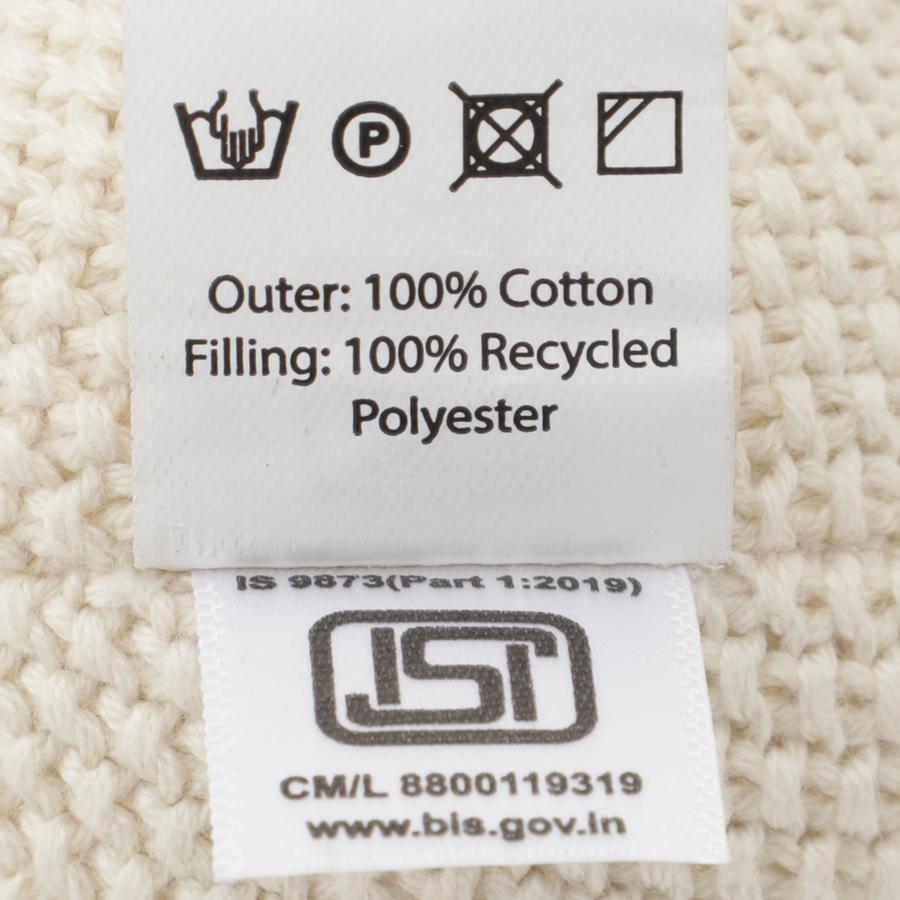 P
Outer: 100% Cotton
Filling: 100% Recycled
Polyester
IS 9873(Part 1:2019)
ISI
CM/L 8800119319
www.bis.gov.in